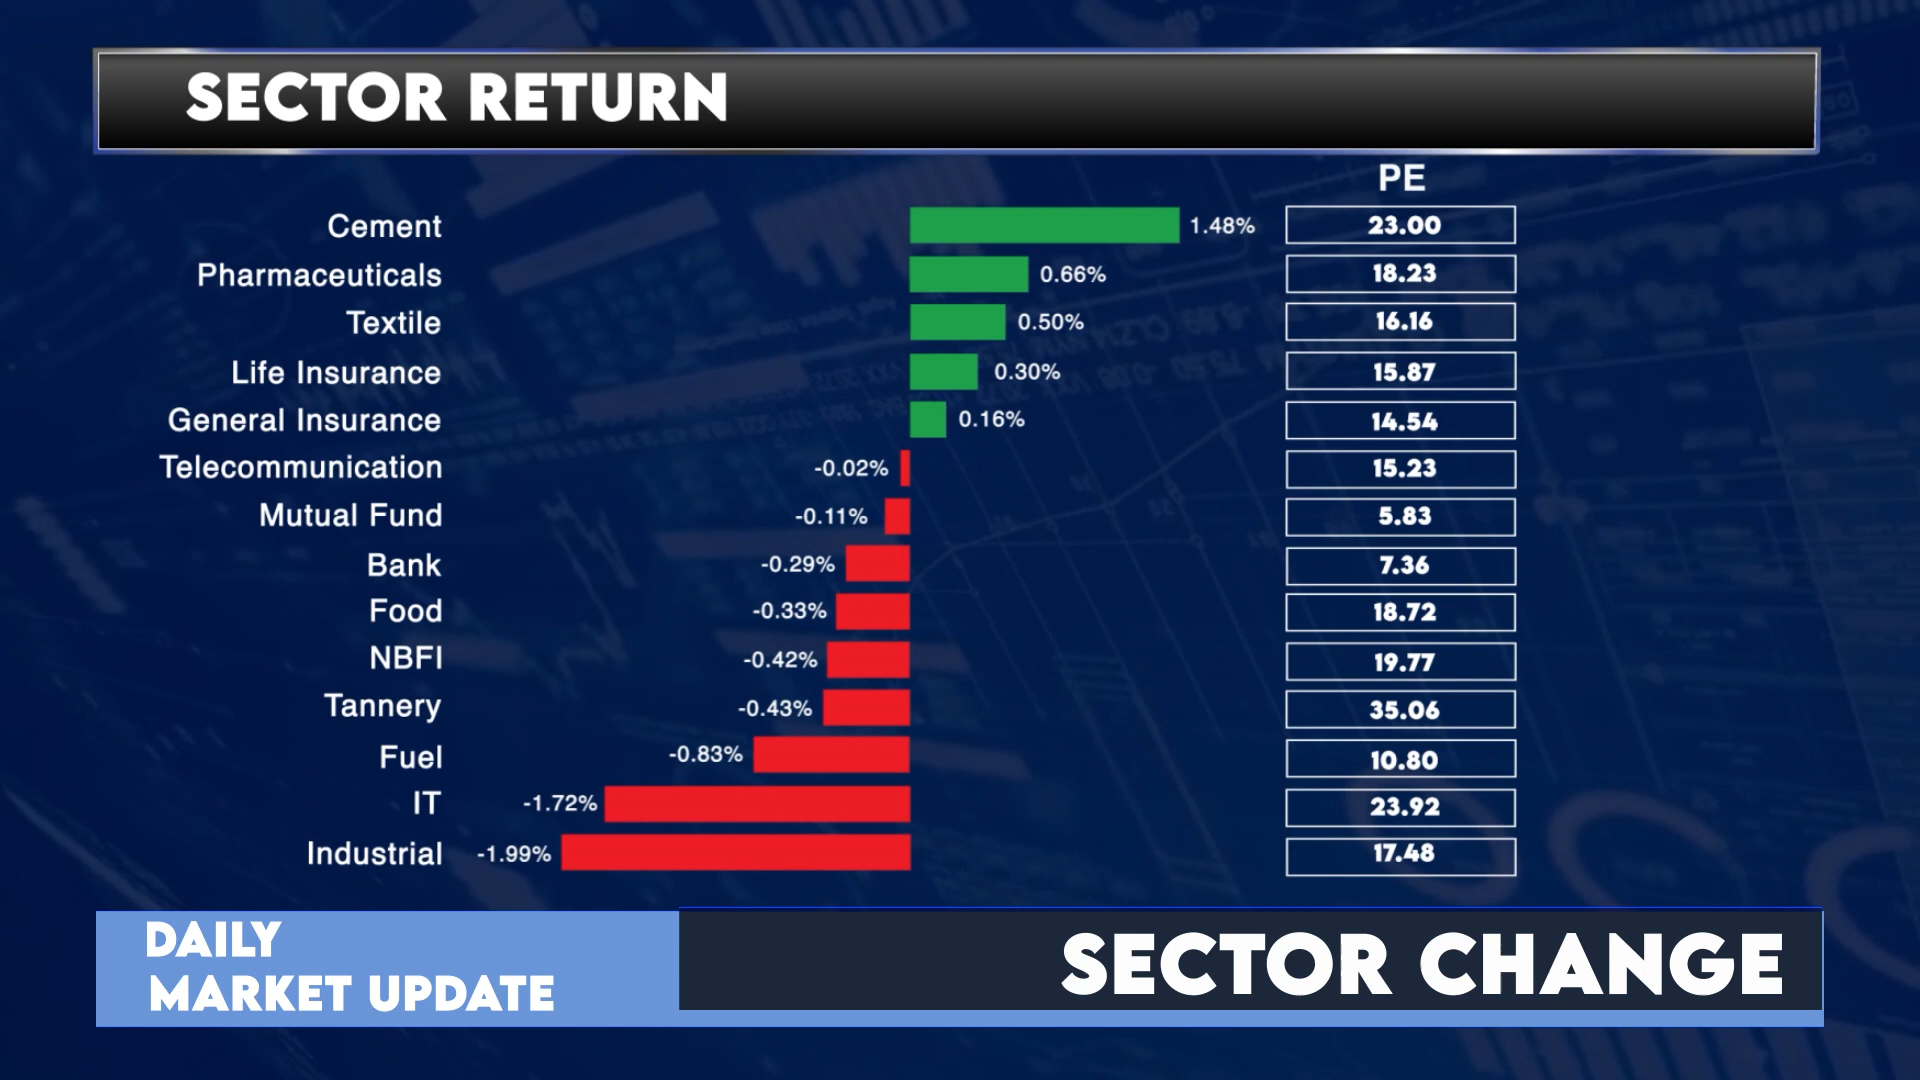 SECTOR RETURN
PE
Cement 1.48% 23.00
Pharmaceuticals 0.66% 18.23
Textile 0.50% 16.16
Life Insurance 0.30% 15.87
General Insurance 0.16% 14.54
Telecommunication -0.02% 15.23
Mutual Fund -0.11% 5.83
Bank -0.29% 7.36
Food -0.33% 18.72
NBFI -0.42% 19.77
Tannery -0.43% 35.06
Fuel -0.83% 10.80
IT -1.72% 23.92
Industrial -1.99% 17.48
DAILY
MARKET UPDATE
SECTOR CHANGE